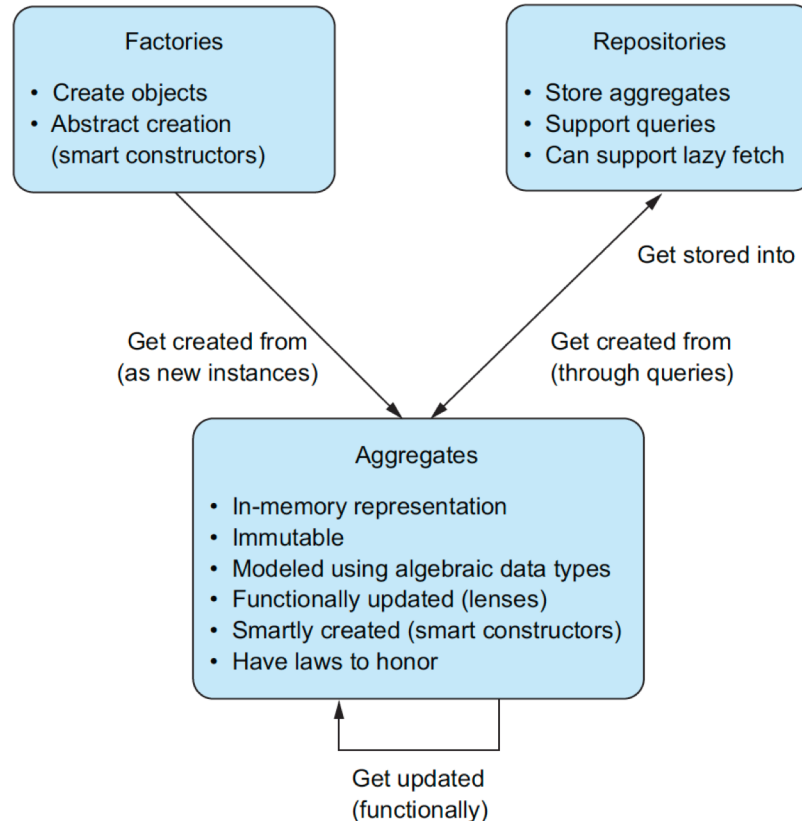 Factories
• Create objects
• Abstract creation
(smart constructors)
Repositories
• Store aggregates
• Support queries
• Can support lazy fetch
Get stored into
Get created from
(as new instances)
Get created from
(through queries)
Aggregates
• In-memory representation
• Immutable
• Modeled using algebraic data types
• Functionally updated (lenses)
• Smartly created (smart constructors)
• Have laws to honor
Get updated
(functionally)